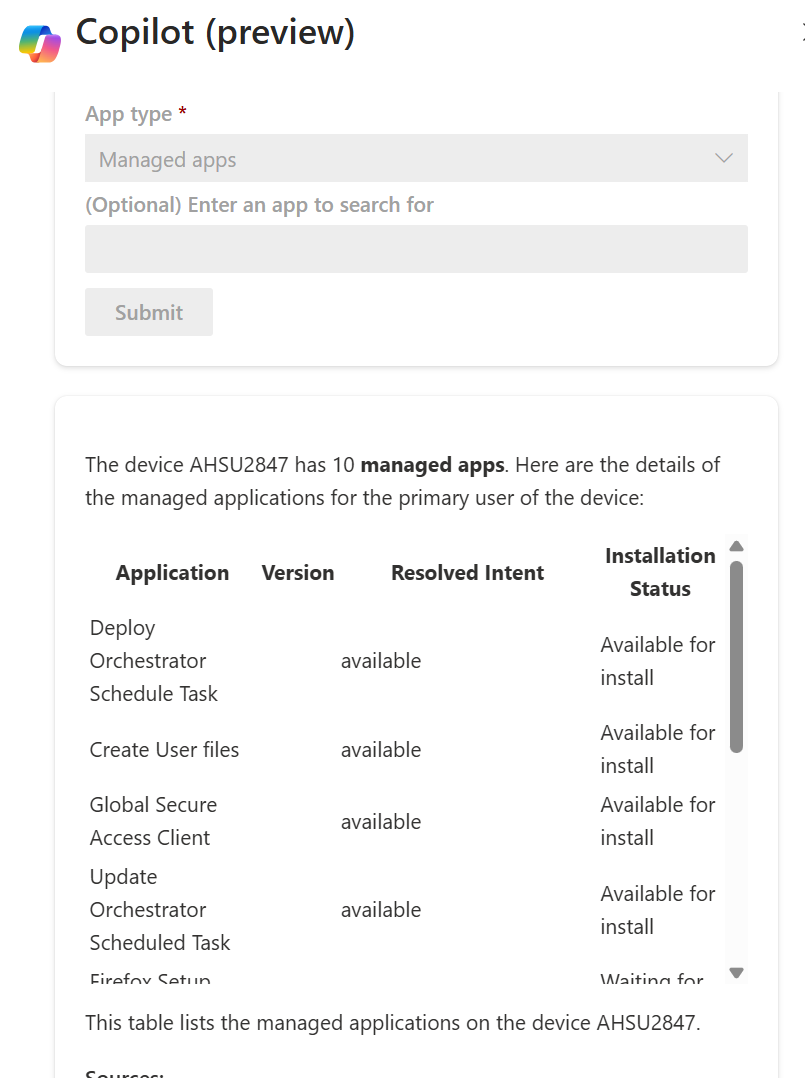 Copilot (preview)
App type *
Managed apps
(Optional) Enter an app to search for
Submit
The device AHSU2847 has 10 managed apps. Here are the details of
the managed applications for the primary user of the device:
Application Version Resolved Intent Installation Status
Deploy
Orchestrator
Schedule Task
available
Available for
install
Create User files
available
Available for
install
Global Secure
Access Client
available
Available for
install
Update
Orchestrator
Scheduled Task
available
Available for
install
Firefox Setup
Waiting for
This table lists the managed applications on the device AHSU2847.
Sources: